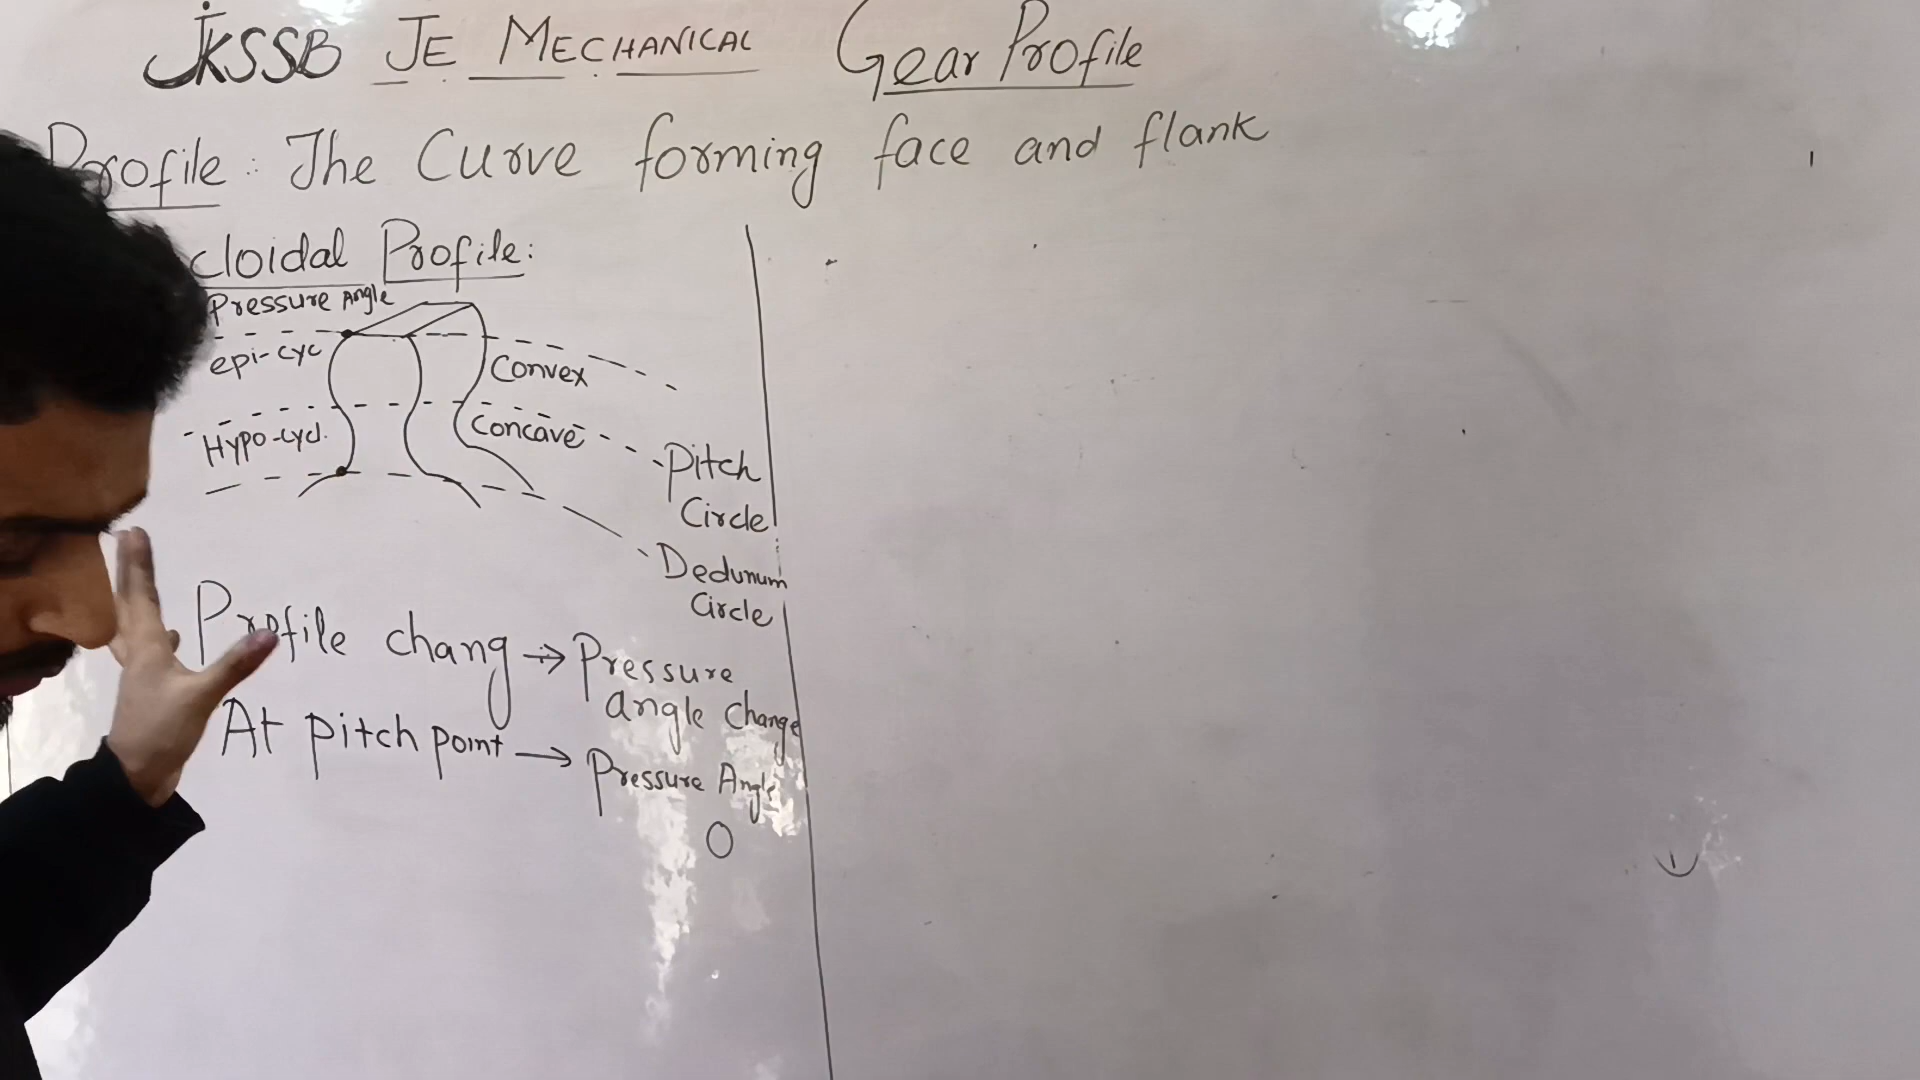 JKSSB JE MECHANICAL Gear Profile
Profile: The Curve forming face and flank
cloidal Profile:
Pressure Angle
epi-cyc
Convex
Hypo-cycl.
Concave
Pitch
Circle
Dedunum
Circle
Profile chang → Pressure
angle change
At pitch point → Pressure Angle
0